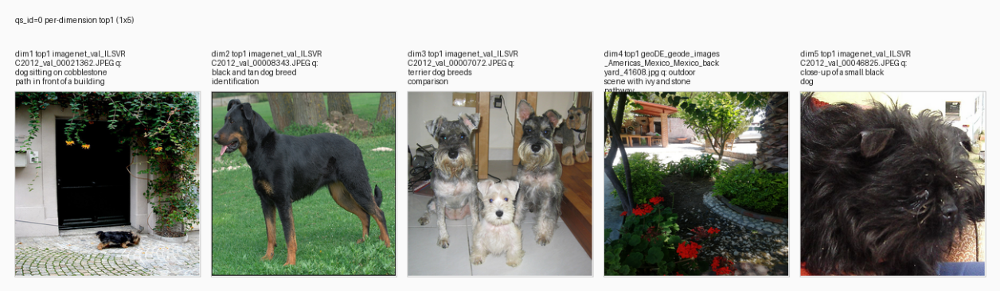 qs_id=0 per-dimension top1 (1x5)
dim1 top1 imagenet_val_ILSVR
C2012_val_00021362.JPEG q:
dog sitting on cobblestone
path in front of a building
dim2 top1 imagenet_val_ILSVR
C2012_val_00008343.JPEG q:
black and tan dog breed
identification
dim3 top1 imagenet_val_ILSVR
C2012_val_00007072.JPEG q:
terrier dog breeds
comparison
dim4 top1 geoDE_geode_images
_Americas_Mexico_Mexico_back
yard_41608.jpg q: outdoor
scene with ivy and stone
pathway
dim5 top1 imagenet_val_ILSVR
C2012_val_00046825.JPEG q:
close-up of a small black
dog